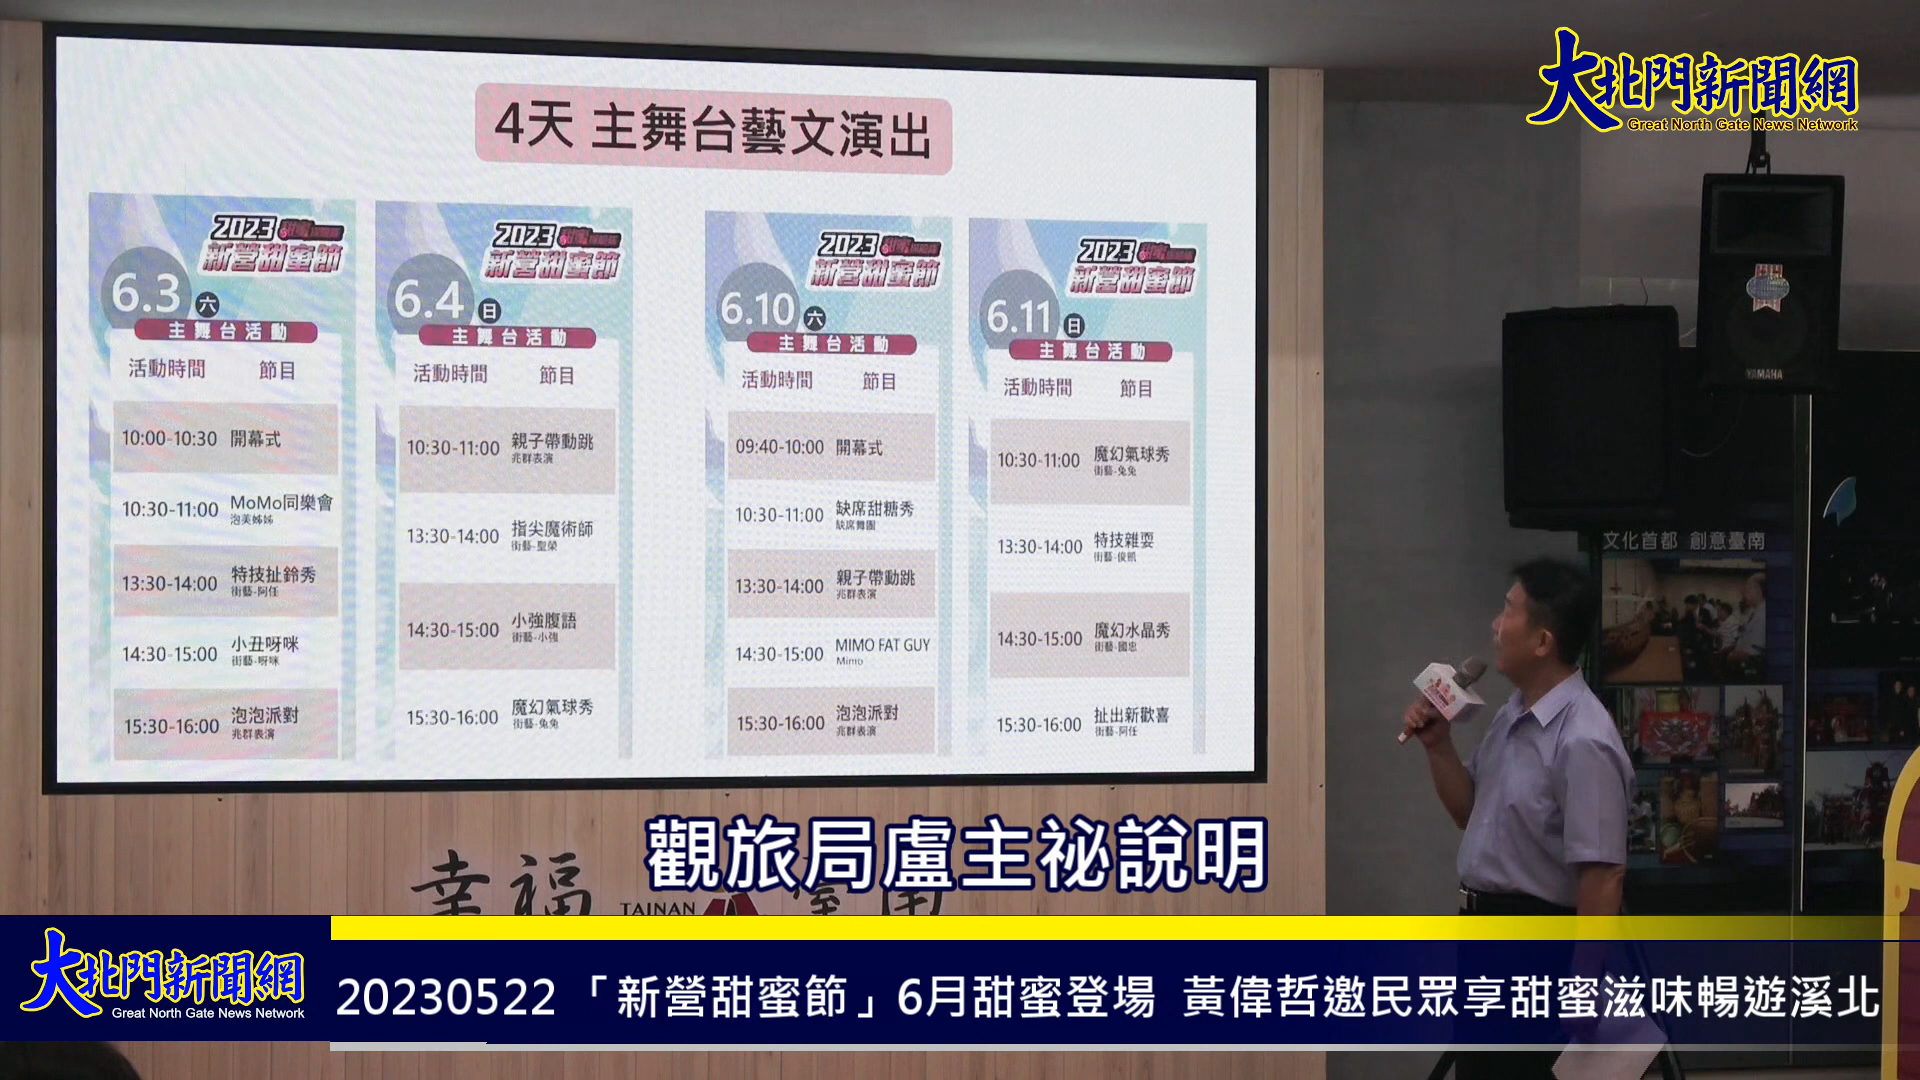 大北門新聞網
Great North Gate News Network
4天 主舞台藝文演出
2023
新營甜蜜節
6.3 六
主舞台活動
活動時間 節目
10:00-10:30 開幕式
10:30-11:00 MoMo同樂會
泡芙姊姊
13:30-14:00 特技扯鈴秀
街藝-阿任
14:30-15:00 小丑呀咪
街藝-呀咪
15:30-16:00 泡泡派對
兆群表演
2023
新營甜蜜節
6.4 日
主舞台活動
活動時間 節目
10:30-11:00 親子帶動跳
兆群表演
13:30-14:00 指尖魔術師
街藝-聖榮
14:30-15:00 小強腹語
街藝-小強
15:30-16:00 魔幻氣球秀
街藝-兔兔
2023
新營甜蜜節
6.10 六
主舞台活動
活動時間 節目
09:40-10:00 開幕式
10:30-11:00 缺席甜糖秀
缺席舞團
13:30-14:00 親子帶動跳
兆群表演
14:30-15:00 MIMO FAT GUY
Mimo
15:30-16:00 泡泡派對
兆群表演
2023
新營甜蜜節
6.11 日
主舞台活動
活動時間 節目
10:30-11:00 魔幻氣球秀
街藝-兔兔
13:30-14:00 特技雜耍
街藝-俊凱
14:30-15:00 魔幻水晶秀
街藝-國忠
15:30-16:00 扯出新歡喜
街藝-阿任
YAMAHA
文化首都 創意臺南
觀旅局盧主祕說明
幸福
TAINAN
臺南
大北門新聞網
Great North Gate News Network
20230522 「新營甜蜜節」6月甜蜜登場 黃偉哲邀民眾享甜蜜滋味暢遊溪北